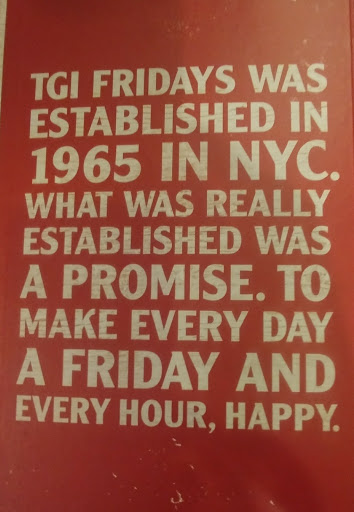 TGI FRIDAYS WAS
ESTABLISHED IN
1965 IN NYC.
WHAT WAS REALLY
ESTABLISHED WAS
A PROMISE. TO
MAKE EVERY DAY
A FRIDAY AND
EVERY HOUR, HAPPY.